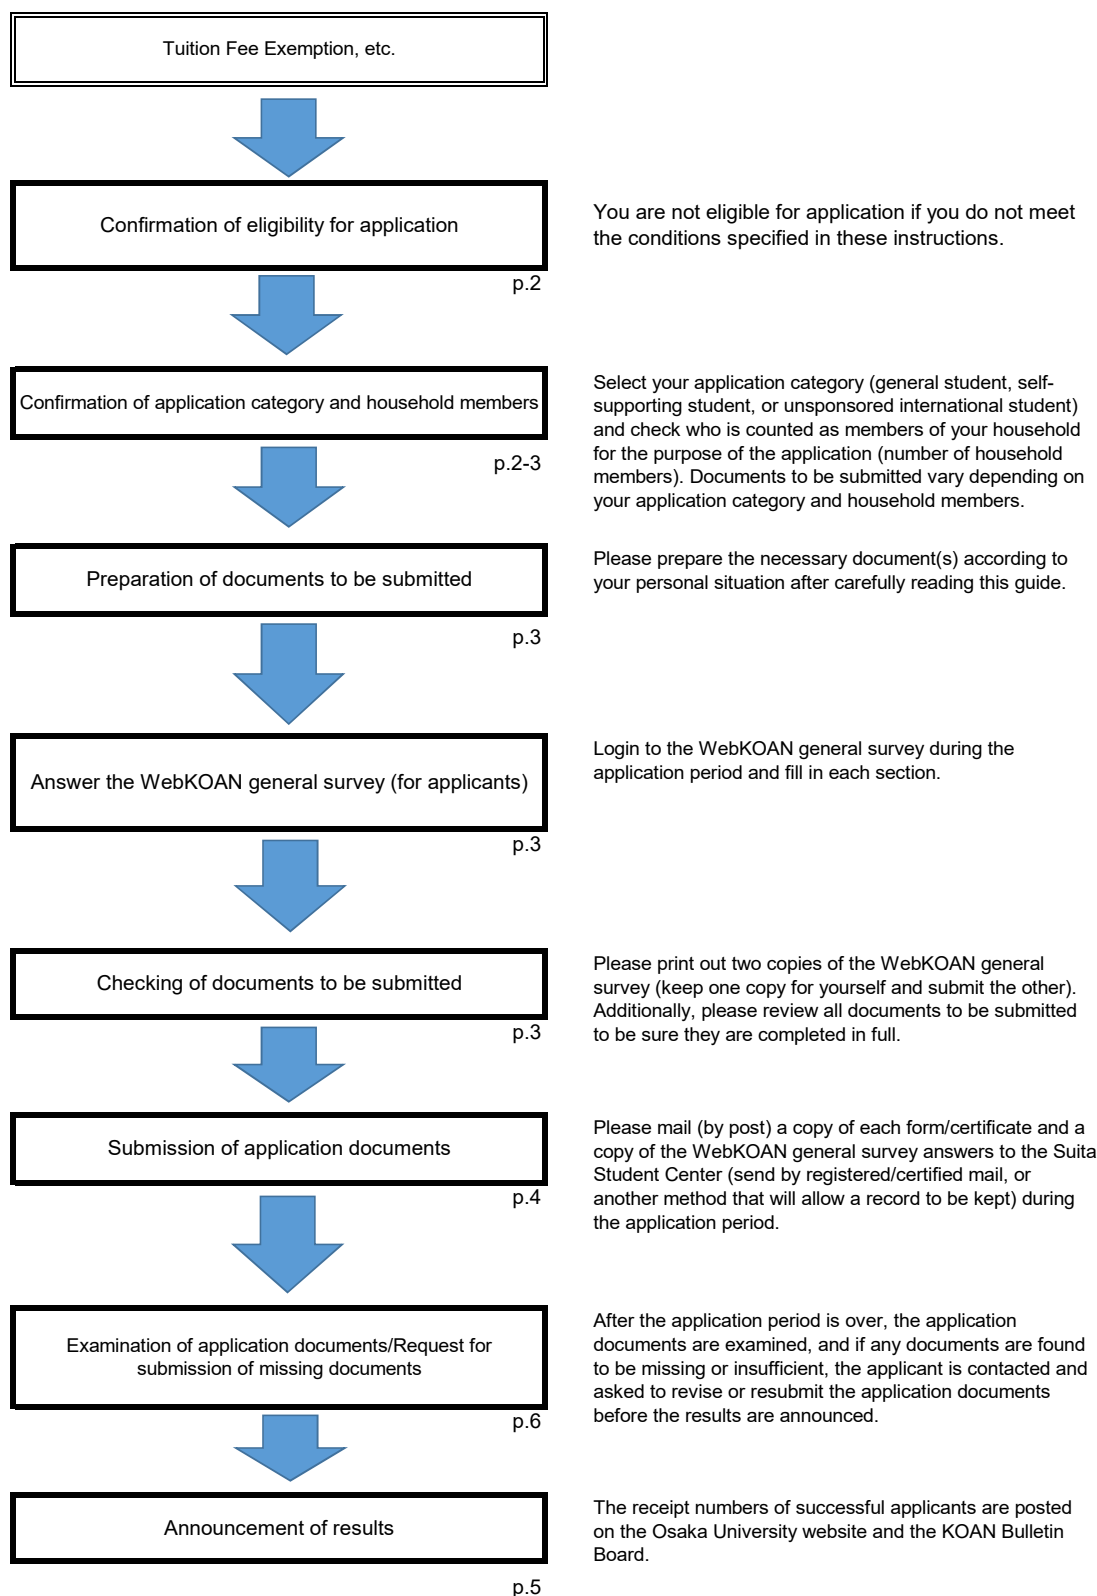 Tuition Fee Exemption, etc.
Confirmation of eligibility for application
You are not eligible for application if you do not meet
the conditions specified in these instructions.
p.2
Confirmation of application category and household members
Select your application category (general student, self-
supporting student, or unsponsored international student)
and check who is counted as members of your household
for the purpose of the application (number of household
members). Documents to be submitted vary depending on
your application category and household members.
p.2-3
Preparation of documents to be submitted
Please prepare the necessary document(s) according to
your personal situation after carefully reading this guide.
p.3
Answer the WebKOAN general survey (for applicants)
Login to the WebKOAN general survey during the
application period and fill in each section.
p.3
Checking of documents to be submitted
Please print out two copies of the WebKOAN general
survey (keep one copy for yourself and submit the other).
Additionally, please review all documents to be submitted
to be sure they are completed in full.
p.3
Submission of application documents
Please mail (by post) a copy of each form/certificate and a
copy of the WebKOAN general survey answers to the Suita
Student Center (send by registered/certified mail, or
another method that will allow a record to be kept) during
the application period.
p.4
Examination of application documents/Request for
submission of missing documents
After the application period is over, the application
documents are examined, and if any documents are found
to be missing or insufficient, the applicant is contacted and
asked to revise or resubmit the application documents
before the results are announced.
p.6
Announcement of results
The receipt numbers of successful applicants are posted
on the Osaka University website and the KOAN Bulletin
Board.
p.5